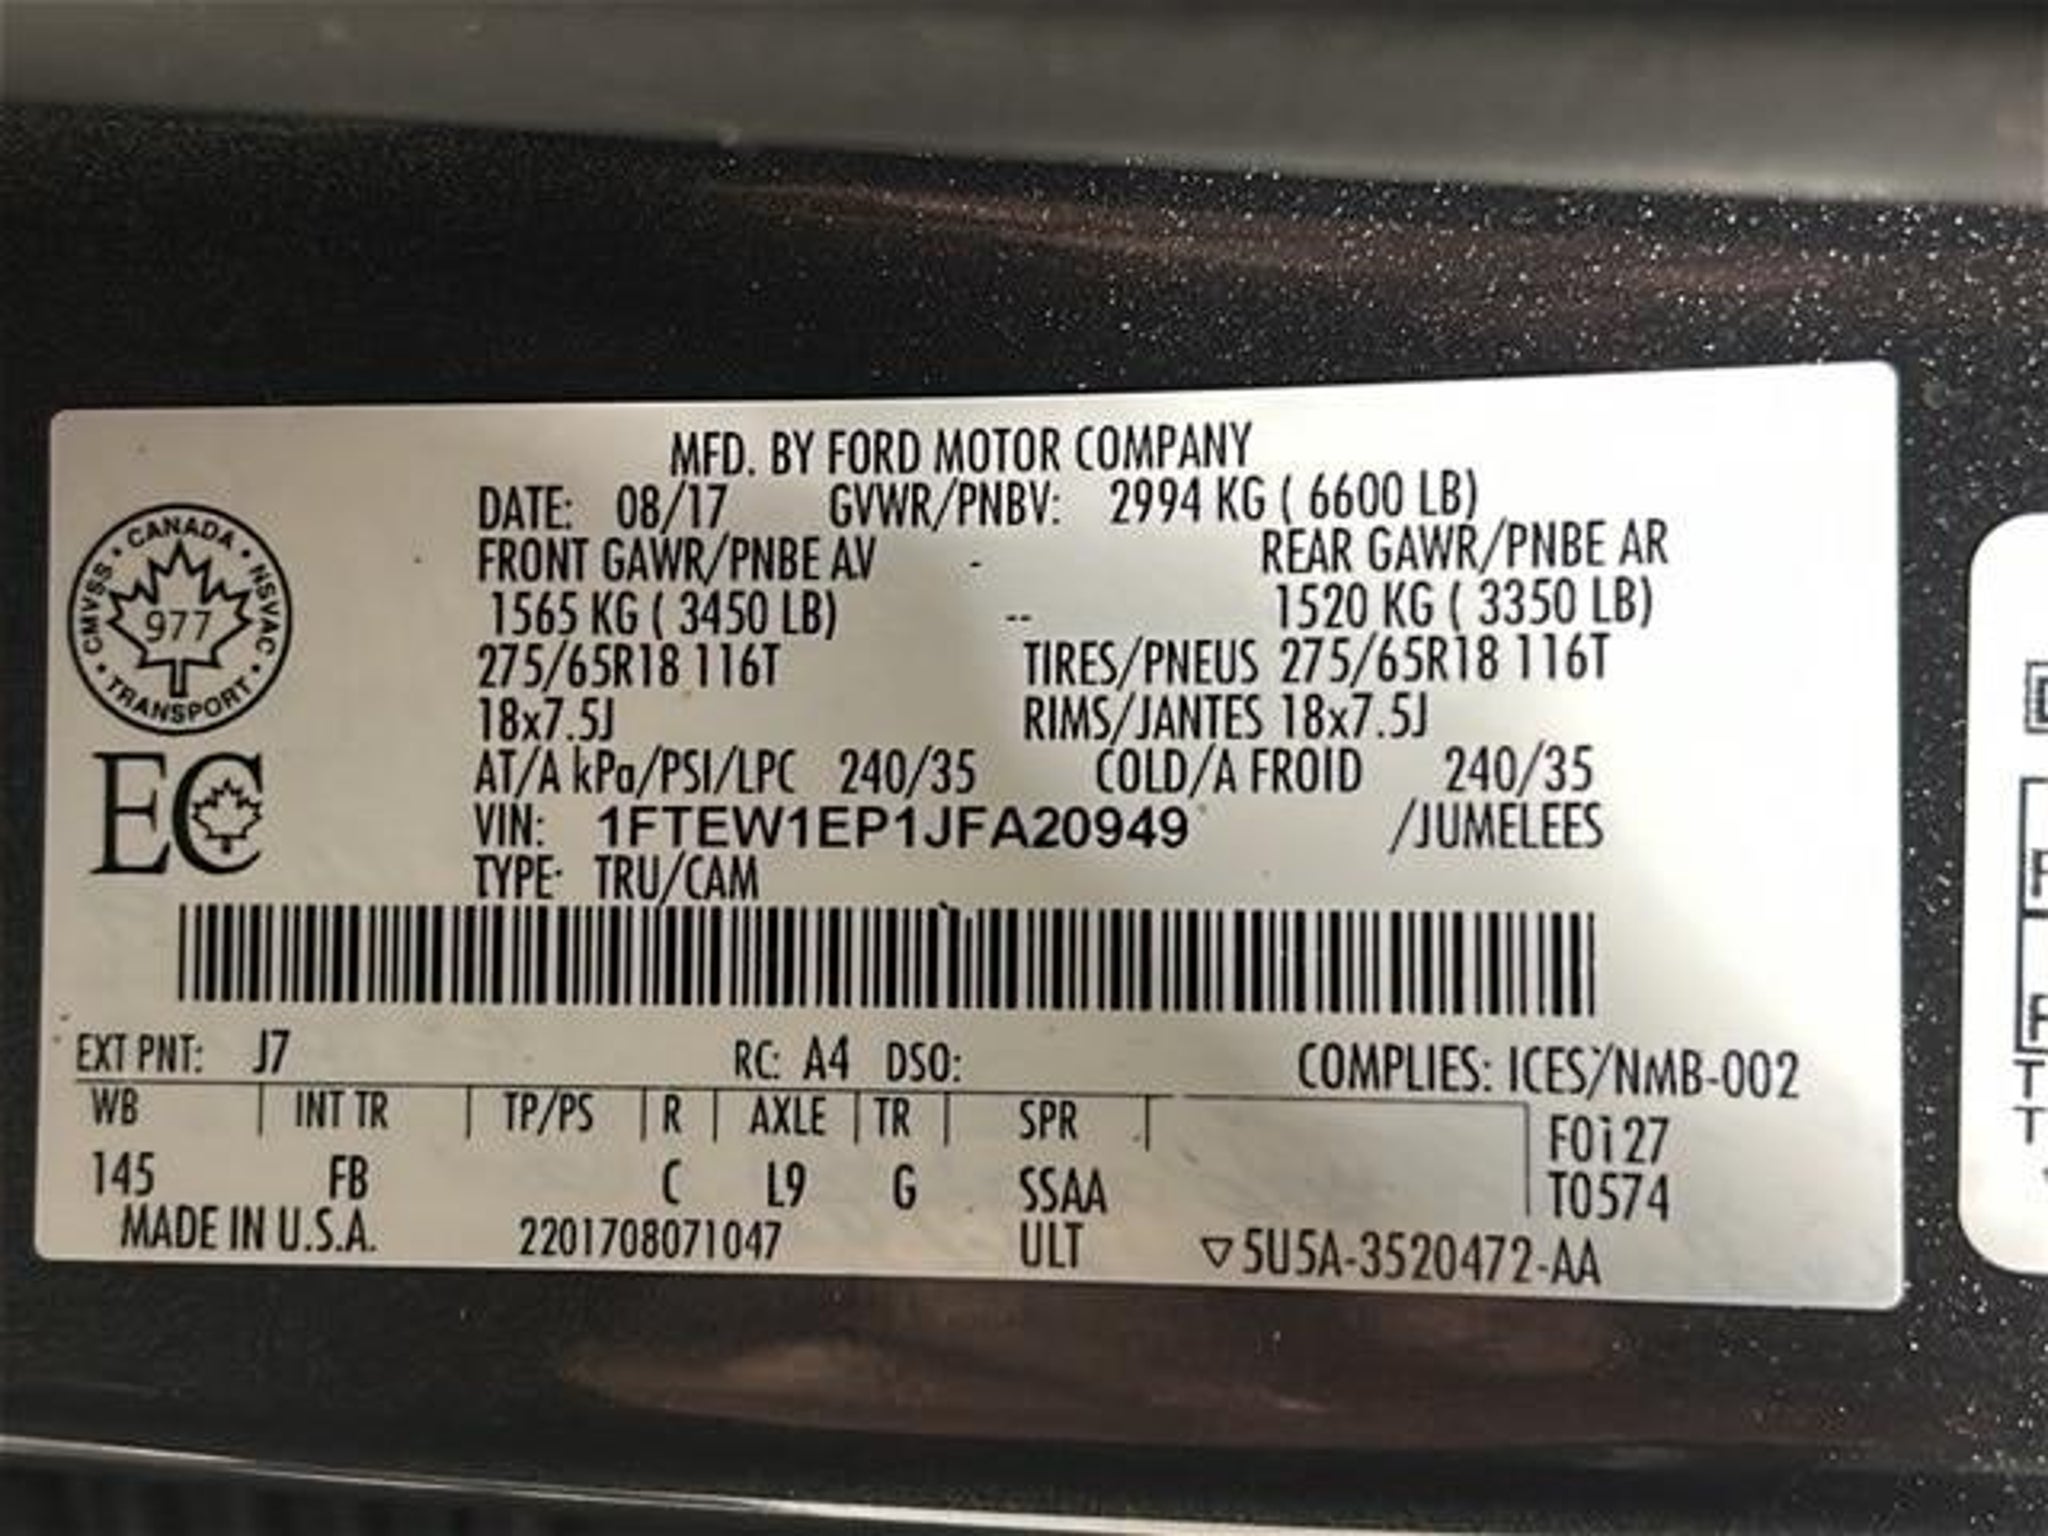 MFD. BY FORD MOTOR COMPANY
DATE: 08/17 GVWR/PNBV: 2994 KG ( 6600 LB)
FRONT GAWR/PNBE AV - REAR GAWR/PNBE AR
1565 KG ( 3450 LB) -- 1520 KG ( 3350 LB)
275/65R18 116T TIRES/PNEUS 275/65R18 116T
18x7.5J RIMS/JANTES 18x7.5J
AT/A kPa/PSI/LPC 240/35 COLD/A FROID 240/35
VIN: 1FTEW1EP1JFA20949 /JUMELEES
TYPE: TRU/CAM
CANADA
NSVAC
TRANSPORT
CMVSS
977
EC
EXT PNT: J7 RC: A4 DSO: COMPLIES: ICES/NMB-002
WB INT TR TP/PS R AXLE TR SPR
F0i27
145 FB C L9 G SSAA
T0574
MADE IN U.S.A. 2201708071047 ULT ▽5U5A-3520472-AA